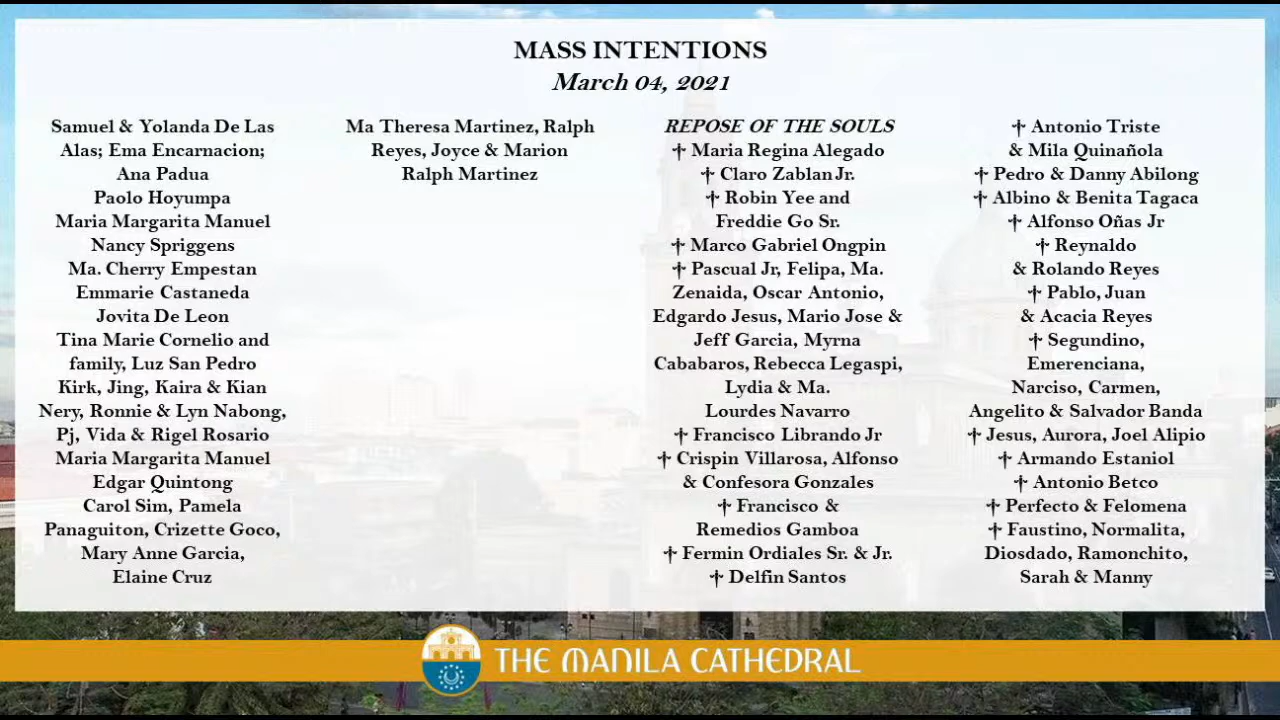 MASS INTENTIONS
March 04, 2021
Samuel & Yolanda De Las
Alas; Ema Encarnacion;
Ana Padua
Paolo Hoyumpa
Maria Margarita Manuel
Nancy Spriggens
Ma. Cherry Empestan
Emmarie Castaneda
Jovita De Leon
Tina Marie Cornelio and
family, Luz San Pedro
Kirk, Jing, Kaira & Kian
Nery, Ronnie & Lyn Nabong,
Pj, Vida & Rigel Rosario
Maria Margarita Manuel
Edgar Quintong
Carol Sim, Pamela
Panaguiton, Crizette Goco,
Mary Anne Garcia,
Elaine Cruz
Ma Theresa Martinez, Ralph
Reyes, Joyce & Marion
Ralph Martinez
REPOSE OF THE SOULS
♱ Maria Regina Alegado
♱ Claro Zablan Jr.
♱ Robin Yee and
Freddie Go Sr.
♱ Marco Gabriel Ongpin
♱ Pascual Jr, Felipa, Ma.
Zenaida, Oscar Antonio,
Edgardo Jesus, Mario Jose &
Jeff Garcia, Myrna
Cababaros, Rebecca Legaspi,
Lydia & Ma.
Lourdes Navarro
♱ Francisco Librando Jr
♱ Crispin Villarosa, Alfonso
& Confesora Gonzales
♱ Francisco &
Remedios Gamboa
♱ Fermin Ordiales Sr. & Jr.
♱ Delfin Santos
♱ Antonio Triste
& Mila Quinañola
♱ Pedro & Danny Abilong
♱ Albino & Benita Tagaca
♱ Alfonso Oñas Jr
♱ Reynaldo
& Rolando Reyes
♱ Pablo, Juan
& Acacia Reyes
♱ Segundino,
Emerenciana,
Narciso, Carmen,
Angelito & Salvador Banda
♱ Jesus, Aurora, Joel Alipio
♱ Armando Estaniol
♱ Antonio Betco
♱ Perfecto & Felomena
♱ Faustino, Normalita,
Diosdado, Ramonchito,
Sarah & Manny
THE MANILA CATHEDRAL